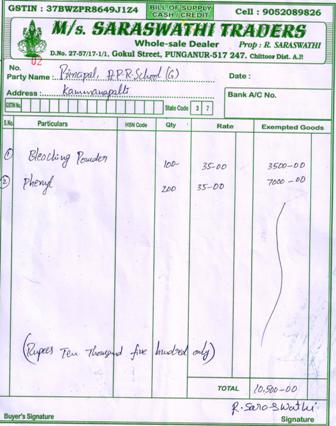 GSTIN : 37BWZPR8649J1Z4 BILL OF SUPPLY CASH / CREDIT Cell : 9052089826
M/s. SARASWATHI TRADERS
Whole-sale Dealer Prop : R. SARASWATHI
D.No. 27-57/17-1/1, Gokul Street, PUNGANUR-517 247. Chittoor Dist. A.P.
No. 02
Party Name : Principal, A.P.R. School (G) Date :
Address : Kammanapalli Bank A/C No.
GSTIN No. State Code 3 7
S.No. Particulars HSN Code Qty Rate Exempted Goods
1 Bleaching Powder 100 35-00 3500-00
2 Phenyl 200 35-00 7000-00
(Rupees Ten Thousand five hundred only)
TOTAL 10,500-00
R. Saraswathi
Buyer's Signature Signature